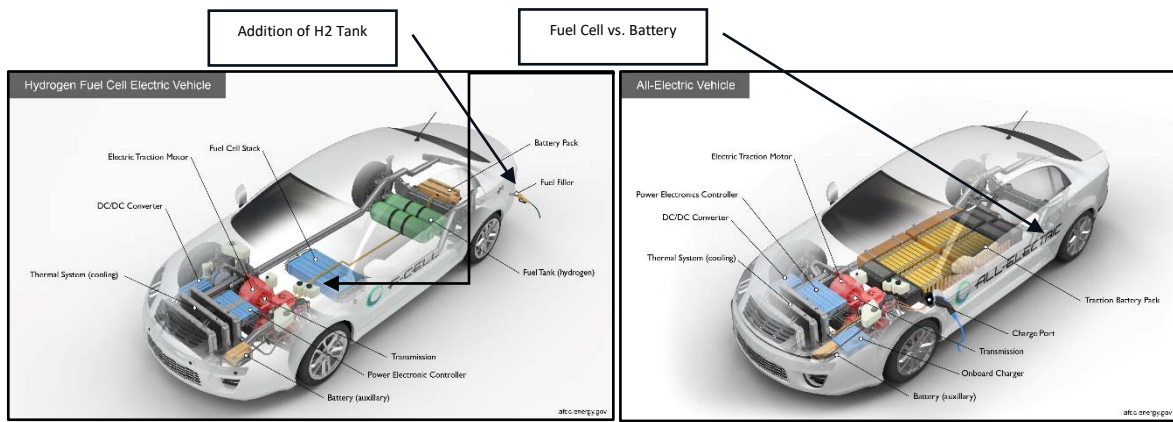 Addition of H2 Tank
Fuel Cell vs. Battery
Hydrogen Fuel Cell Electric Vehicle
Battery Pack
Fuel Cell Stack
Electric Traction Motor
Fuel Filler
DC/DC Converter
F-CELL
Thermal System (cooling)
Fuel Tank (hydrogen)
Transmission
Power Electronic Controller
Battery (auxillary)
afdc.energy.gov
All-Electric Vehicle
Electric Traction Motor
Power Electronics Controller
DC/DC Converter
Thermal System (cooling)
ALL-ELECTRIC
Traction Battery Pack
Charge Port
Transmission
Onboard Charger
Battery (auxillary)
afdc.energy.gov